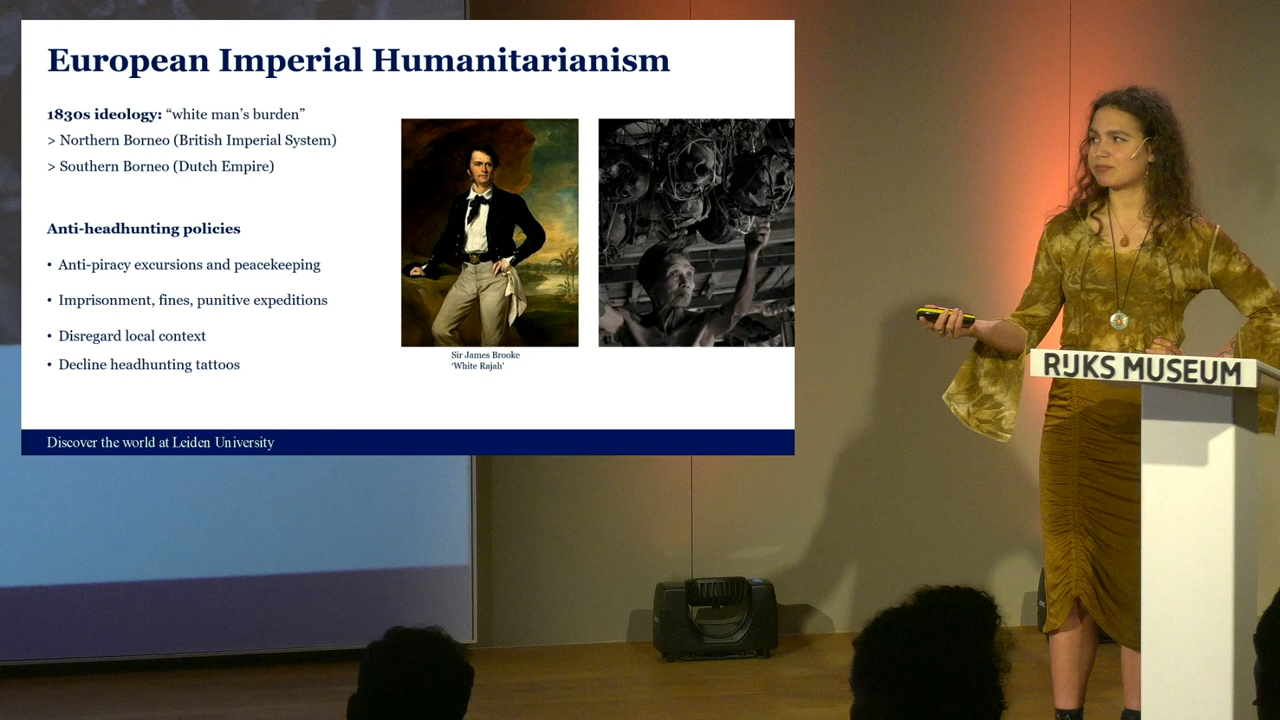 European Imperial Humanitarianism
1830s ideology: “white man’s burden”
> Northern Borneo (British Imperial System)
> Southern Borneo (Dutch Empire)
Anti-headhunting policies
• Anti-piracy excursions and peacekeeping
• Imprisonment, fines, punitive expeditions
• Disregard local context
• Decline headhunting tattoos
Sir James Brooke
‘White Rajah’
Discover the world at Leiden University
RIJKS MUSEUM